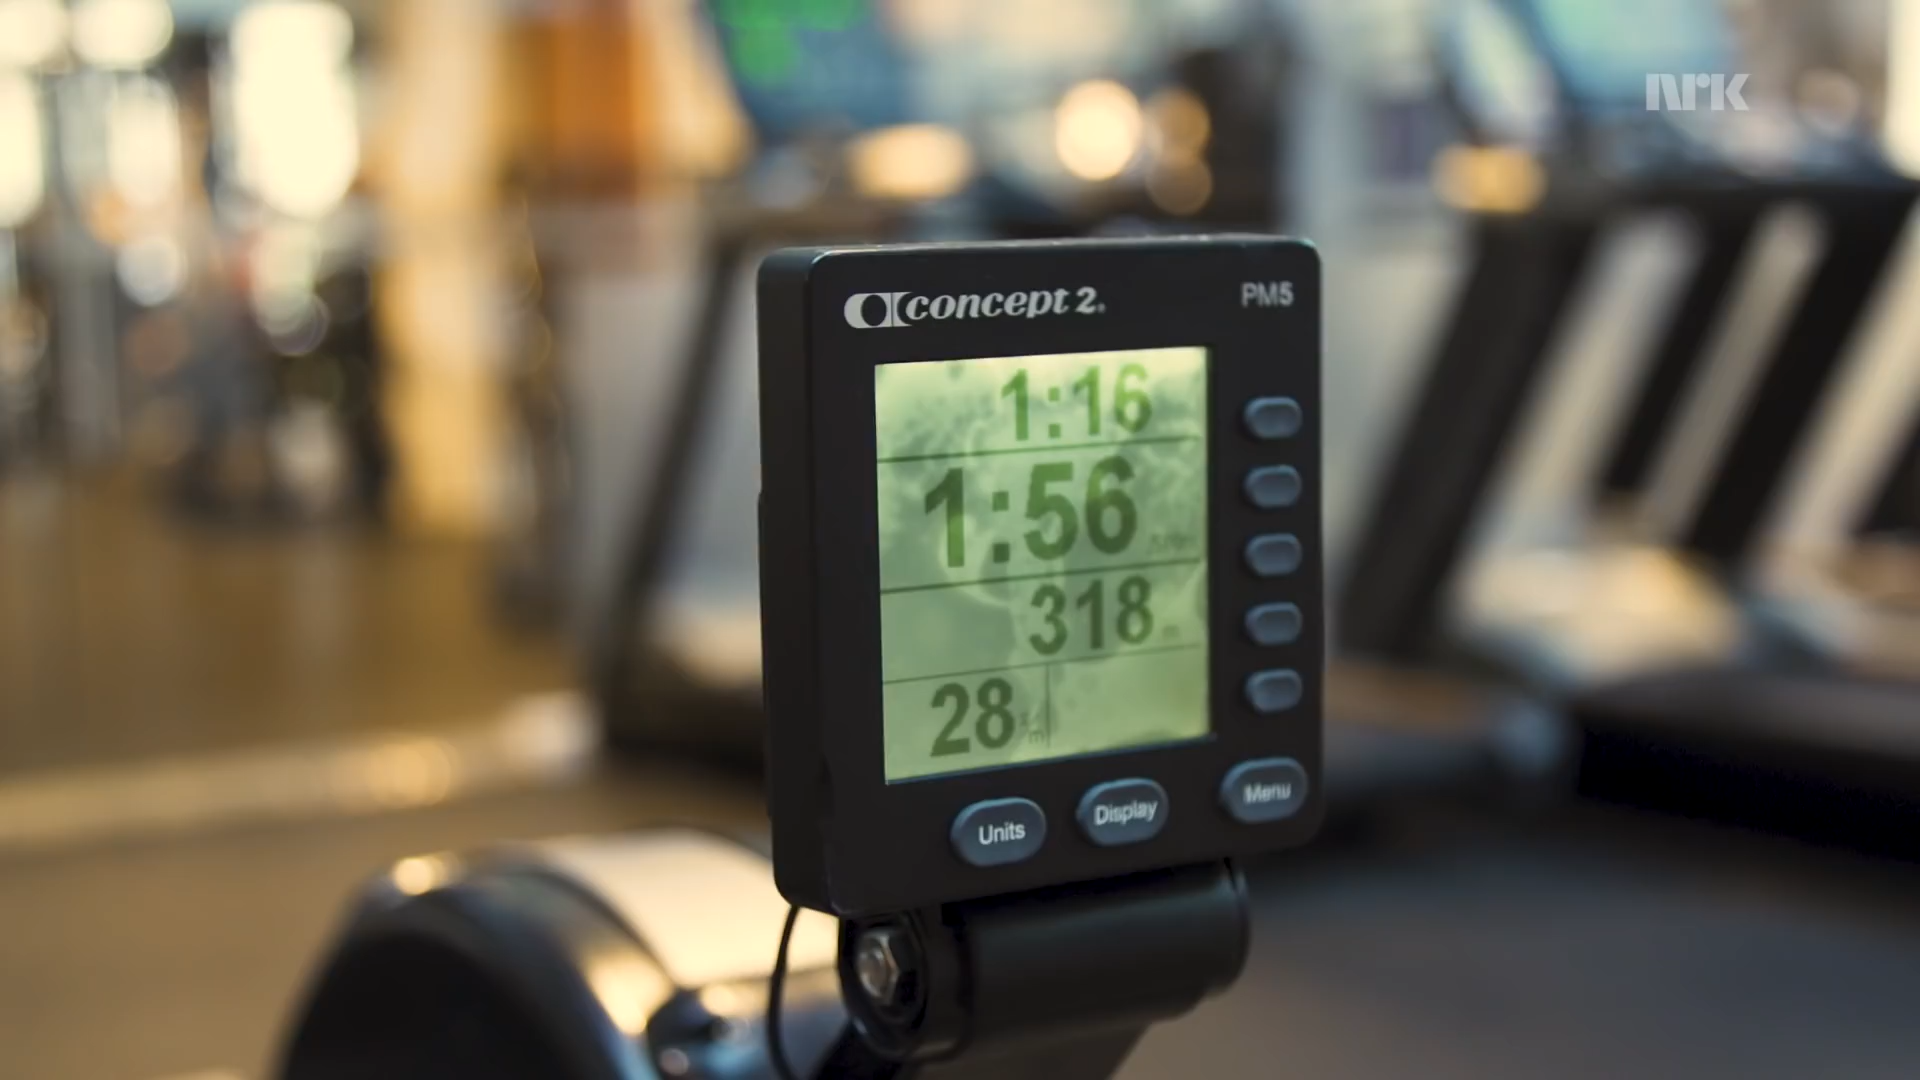 NRK
concept 2.
PM5
1:16
1:56
318 m
28
Units
Display
Menu